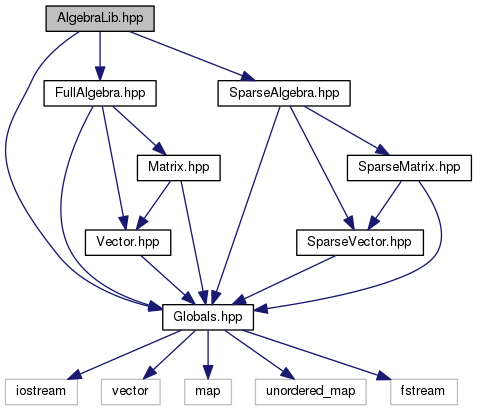 AlgebraLib.hpp
FullAlgebra.hpp
SparseAlgebra.hpp
Matrix.hpp
SparseMatrix.hpp
Vector.hpp
SparseVector.hpp
Globals.hpp
iostream
vector
map
unordered_map
fstream